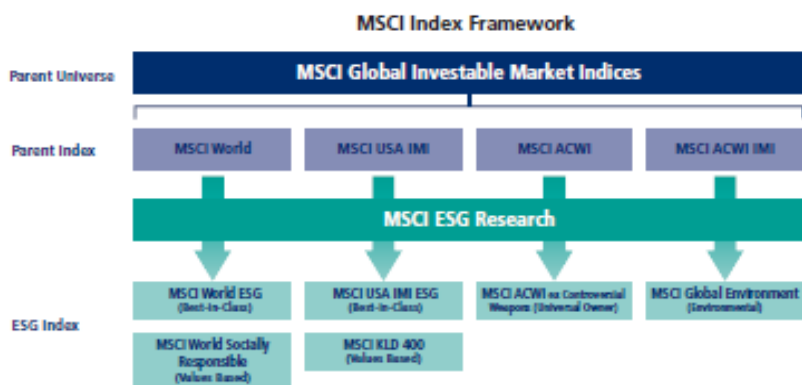 MSCI Index Framework
Parent Universe
MSCI Global Investable Market Indices
Parent Index
MSCI World
MSCI USA IMI
MSCI ACWI
MSCI ACWI IMI
MSCI ESG Research
ESG Index
MSCI World ESG
(Best-in-Class)
MSCI USA IMI ESG
(Best-in-Class)
MSCI ACWI ex Controversial
Weapons (Universal Owner)
MSCI Global Environment
(Environmental)
MSCI World Socially
Responsible
(Values Based)
MSCI KLD 400
(Values Based)